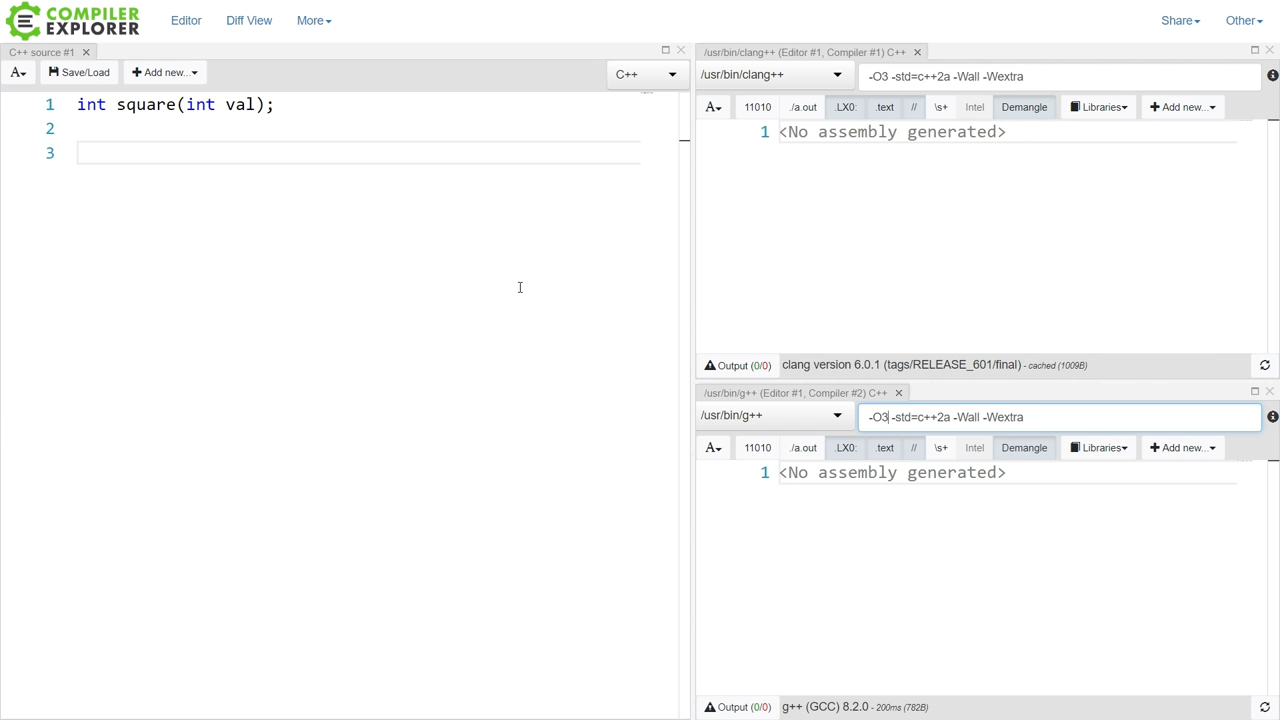 COMPILER
EXPLORER
Editor
Diff View
More
Share
Other
C++ source #1
A
Save/Load
Add new...
C++
1 int square(int val);
2
3
/usr/bin/clang++ (Editor #1, Compiler #1) C++
/usr/bin/clang++
-O3 -std=c++2a -Wall -Wextra
A
11010
./a.out
.LX0:
.text
//
\s+
Intel
Demangle
Libraries
Add new...
1 <No assembly generated>
Output (0/0)
clang version 6.0.1 (tags/RELEASE_601/final) - cached (1009B)
/usr/bin/g++ (Editor #1, Compiler #2) C++
/usr/bin/g++
-O3 -std=c++2a -Wall -Wextra
A
11010
./a.out
.LX0:
.text
//
\s+
Intel
Demangle
Libraries
Add new...
1 <No assembly generated>
Output (0/0)
g++ (GCC) 8.2.0 - 200ms (782B)